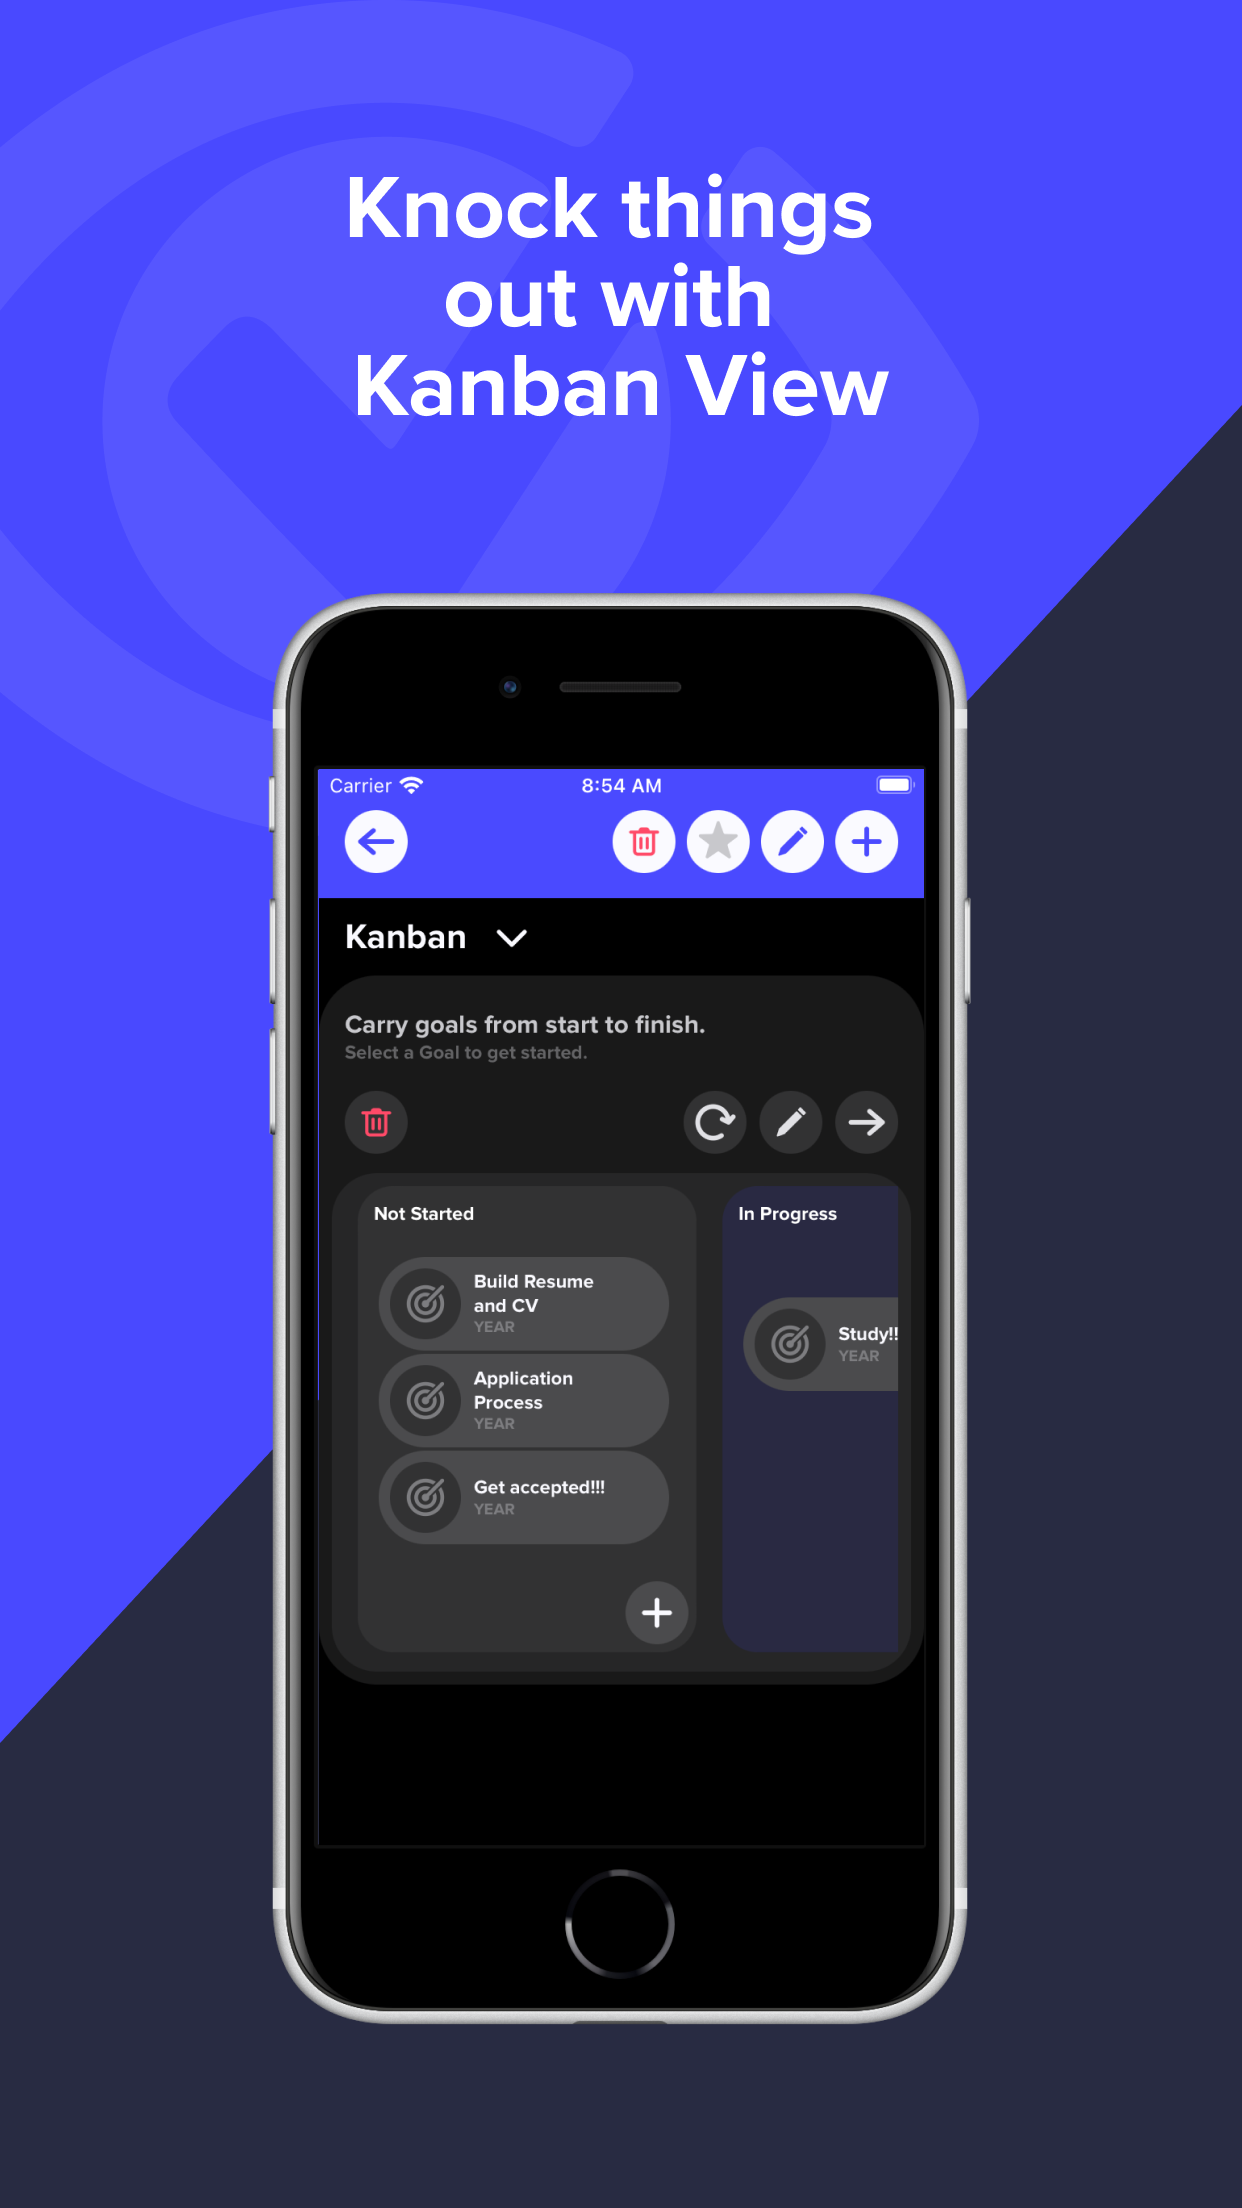 Knock things
out with
Kanban View
Carrier
8:54 AM
Kanban
Carry goals from start to finish.
Select a Goal to get started.
Not Started
In Progress
Build Resume
and CV
YEAR
Study!!
YEAR
Application
Process
YEAR
Get accepted!!!
YEAR